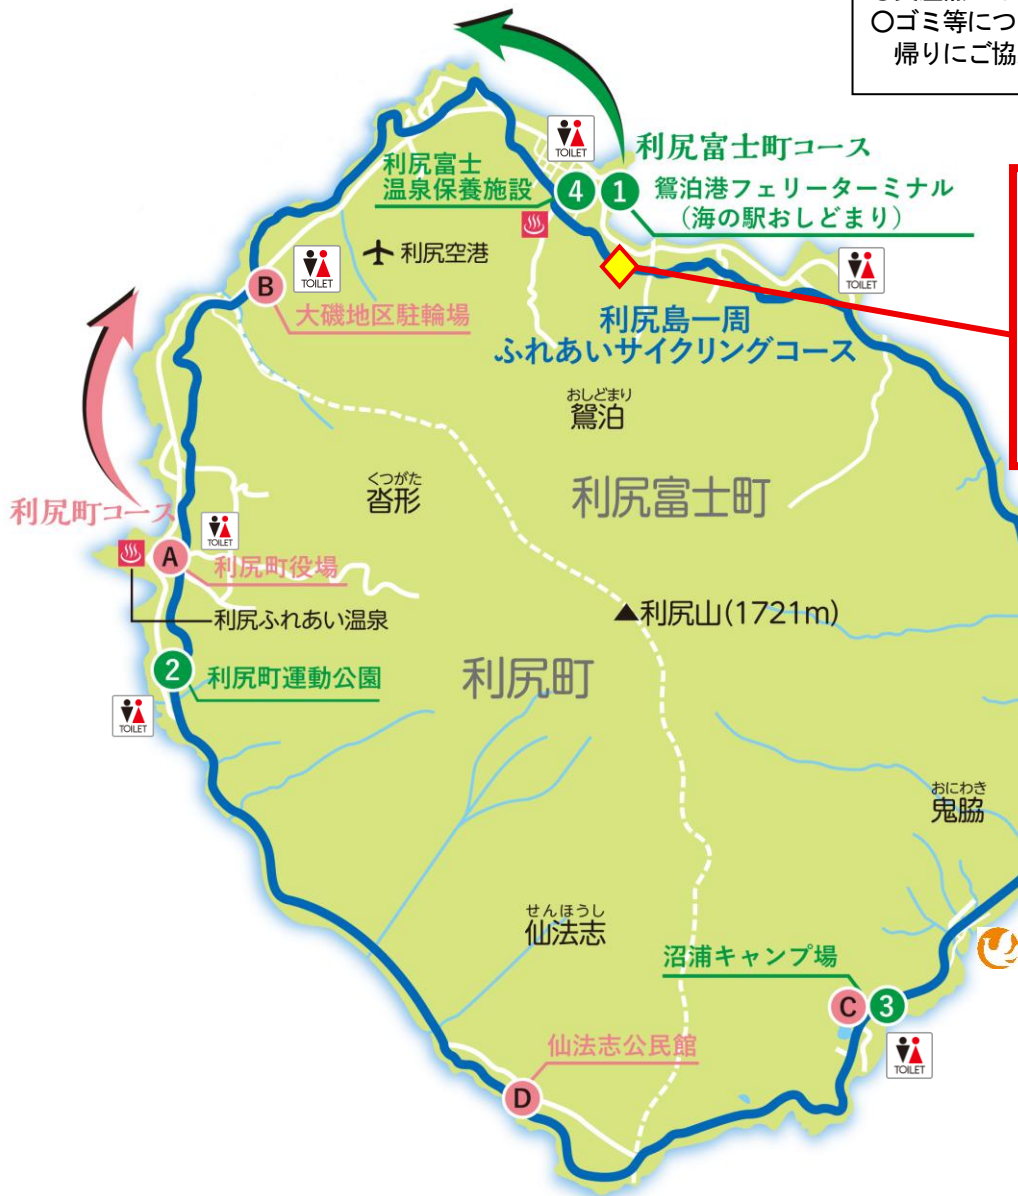 〇ゴミ等につ
帰りにご協
TOILET
利尻富士町コース
利尻富士
温泉保養施設
4
1
鴛泊港フェリーターミナル
（海の駅おしどまり）
利尻空港
TOILET
TOILET
B
大磯地区駐輪場
利尻島一周
ふれあいサイクリングコース
おしどまり
鴛泊
くつがた
沓形
利尻富士町
利尻町コース
TOILET
A
利尻町役場
利尻ふれあい温泉
▲利尻山(1721m)
2
利尻町運動公園
利尻町
TOILET
おにわき
鬼脇
せんほうし
仙法志
沼浦キャンプ場
C
3
仙法志公民館
TOILET
D